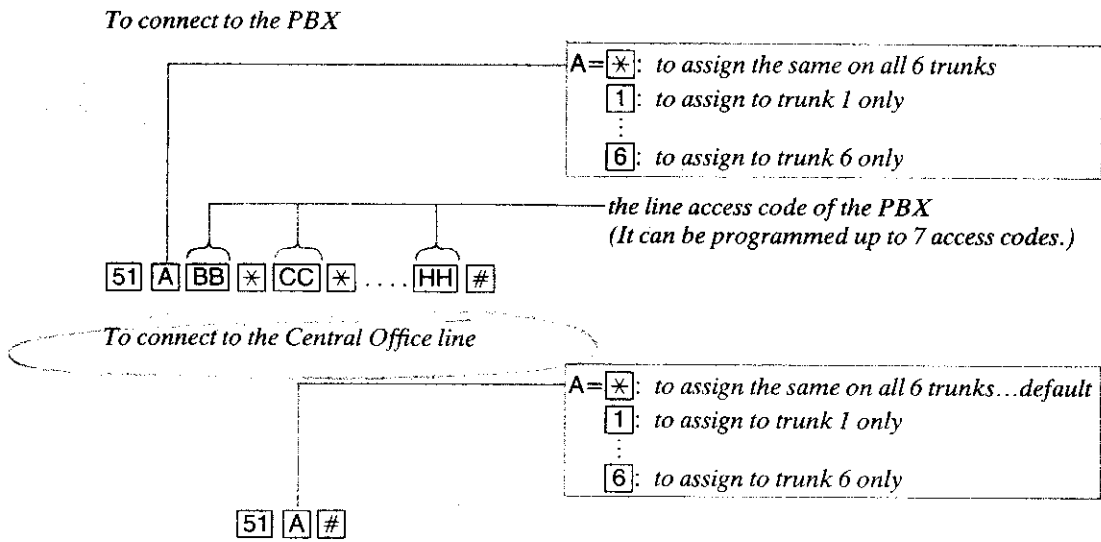 To connect to the PBX
A=*: to assign the same on all 6 trunks
1: to assign to trunk 1 only
⋮
6: to assign to trunk 6 only
the line access code of the PBX
(It can be programmed up to 7 access codes.)
51 A BB * CC * .... HH #
To connect to the Central Office line
A=*: to assign the same on all 6 trunks...default
1: to assign to trunk 1 only
⋮
6: to assign to trunk 6 only
51 A #